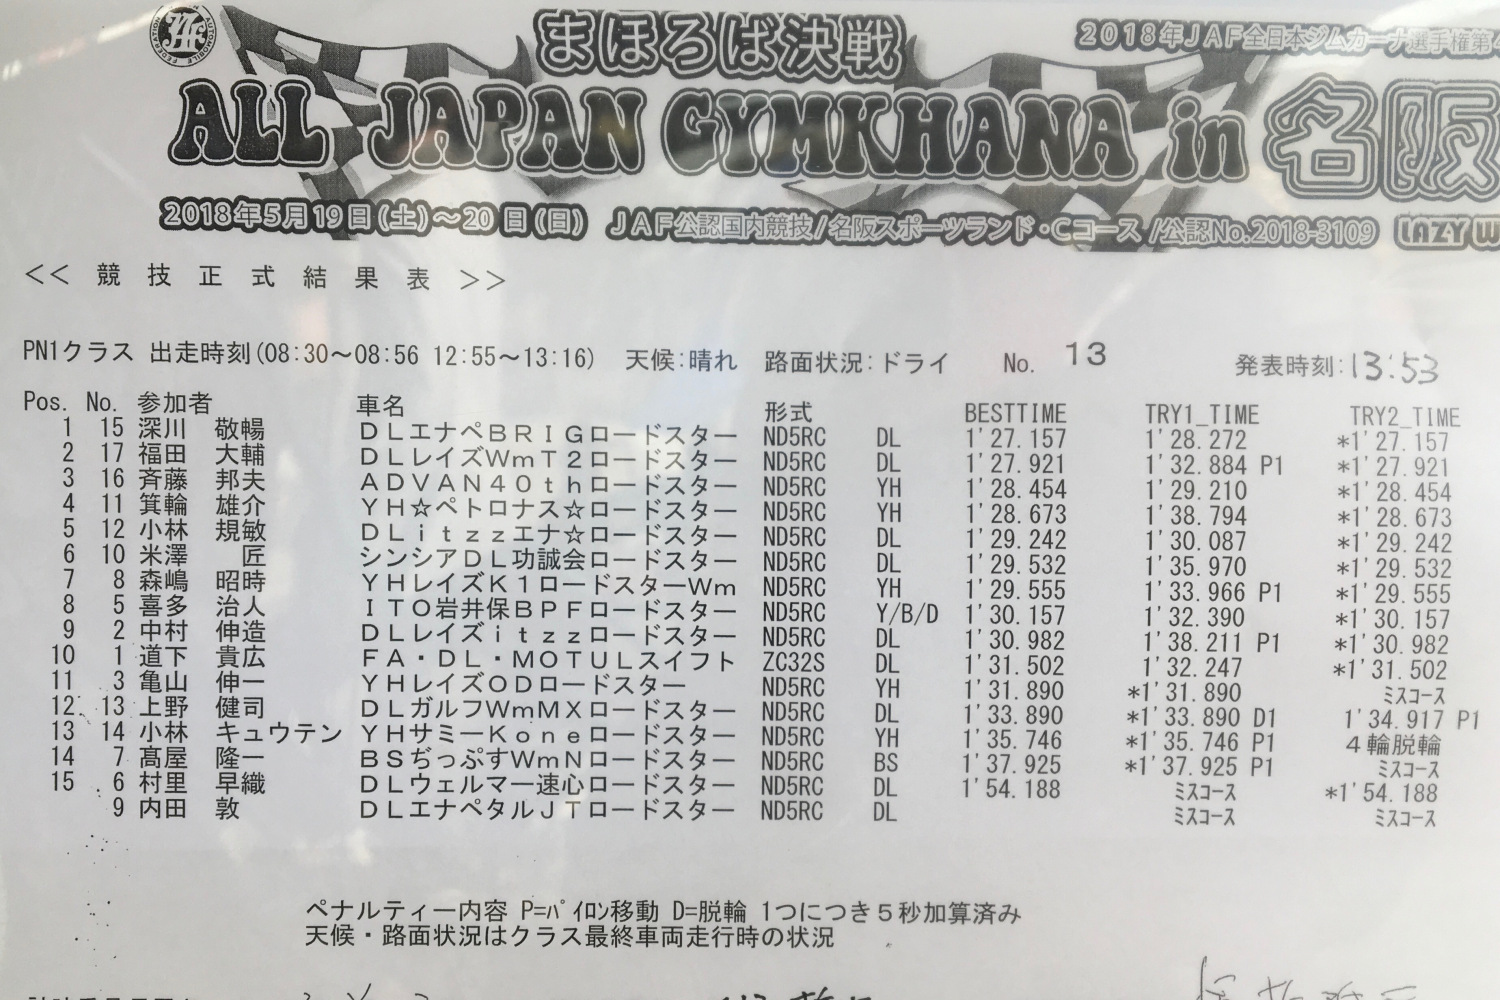 まほろば決戦
2018年JAF全日本ジムカーナ選手権第
ALL JAPAN GYMKHANA in 名阪
2018年5月19日(土)～20日(日) JAF公認国内競技/名阪スポーツランド・Cコース/公認No.2018-3109 LAZY W
<< 競技正式結果表 >>
PN1クラス 出走時刻(08:30～08:56 12:55～13:16) 天候:晴れ 路面状況:ドライ No. 13 発表時刻:13:53
Pos. No. 参加者 車名 形式 BESTTIME TRY1_TIME TRY2_TIME
1 15 深川 敬暢 DLエナペBRIGロードスター ND5RC DL 1'27.157 1'28.272 *1'27.157
2 17 福田 大輔 DLレイズWmT2ロードスター ND5RC DL 1'27.921 1'32.884 P1 *1'27.921
3 16 斉藤 邦夫 ADVAN40thロードスター ND5RC YH 1'28.454 1'29.210 *1'28.454
4 11 箕輪 雄介 YH☆ペトロナス☆ロードスター ND5RC YH 1'28.673 1'38.794 *1'28.673
5 12 小林 規敏 DLitzzエナ☆ロードスター ND5RC DL 1'29.242 1'30.087 *1'29.242
6 10 米澤 匠 シンシアDL功誠会ロードスター ND5RC DL 1'29.532 1'35.970 *1'29.532
7 8 森嶋 昭時 YHレイズK1ロードスターWm ND5RC YH 1'29.555 1'33.966 P1 *1'29.555
8 5 喜多 治人 ITO岩井保BPFロードスター ND5RC Y/B/D 1'30.157 1'32.390 *1'30.157
9 2 中村 伸造 DLレイズitzzロードスター ND5RC DL 1'30.982 1'38.211 P1 *1'30.982
10 1 道下 貴広 FA・DL・MOTULスイフト ZC32S DL 1'31.502 1'32.247 *1'31.502
11 3 亀山 伸一 YHレイズODロードスター ND5RC YH 1'31.890 *1'31.890 ミスコース
12 13 上野 健司 DLガルフWmMXロードスター ND5RC DL 1'33.890 *1'33.890 D1 1'34.917 P1
13 14 小林 キュウテン YHサミーKoneロードスター ND5RC YH 1'35.746 *1'35.746 P1 4輪脱輪
14 7 髙屋 隆一 BSぢっぷすWmNロードスター ND5RC BS 1'37.925 *1'37.925 P1 ミスコース
15 6 村里 早織 DLウェルマー速心ロードスター ND5RC DL 1'54.188 ミスコース *1'54.188
9 内田 敦 DLエナペタルJTロードスター ND5RC DL ミスコース ミスコース
ペナルティー内容 P=パイロン移動 D=脱輪 1つにつき5秒加算済み
天候・路面状況はクラス最終車両走行時の状況